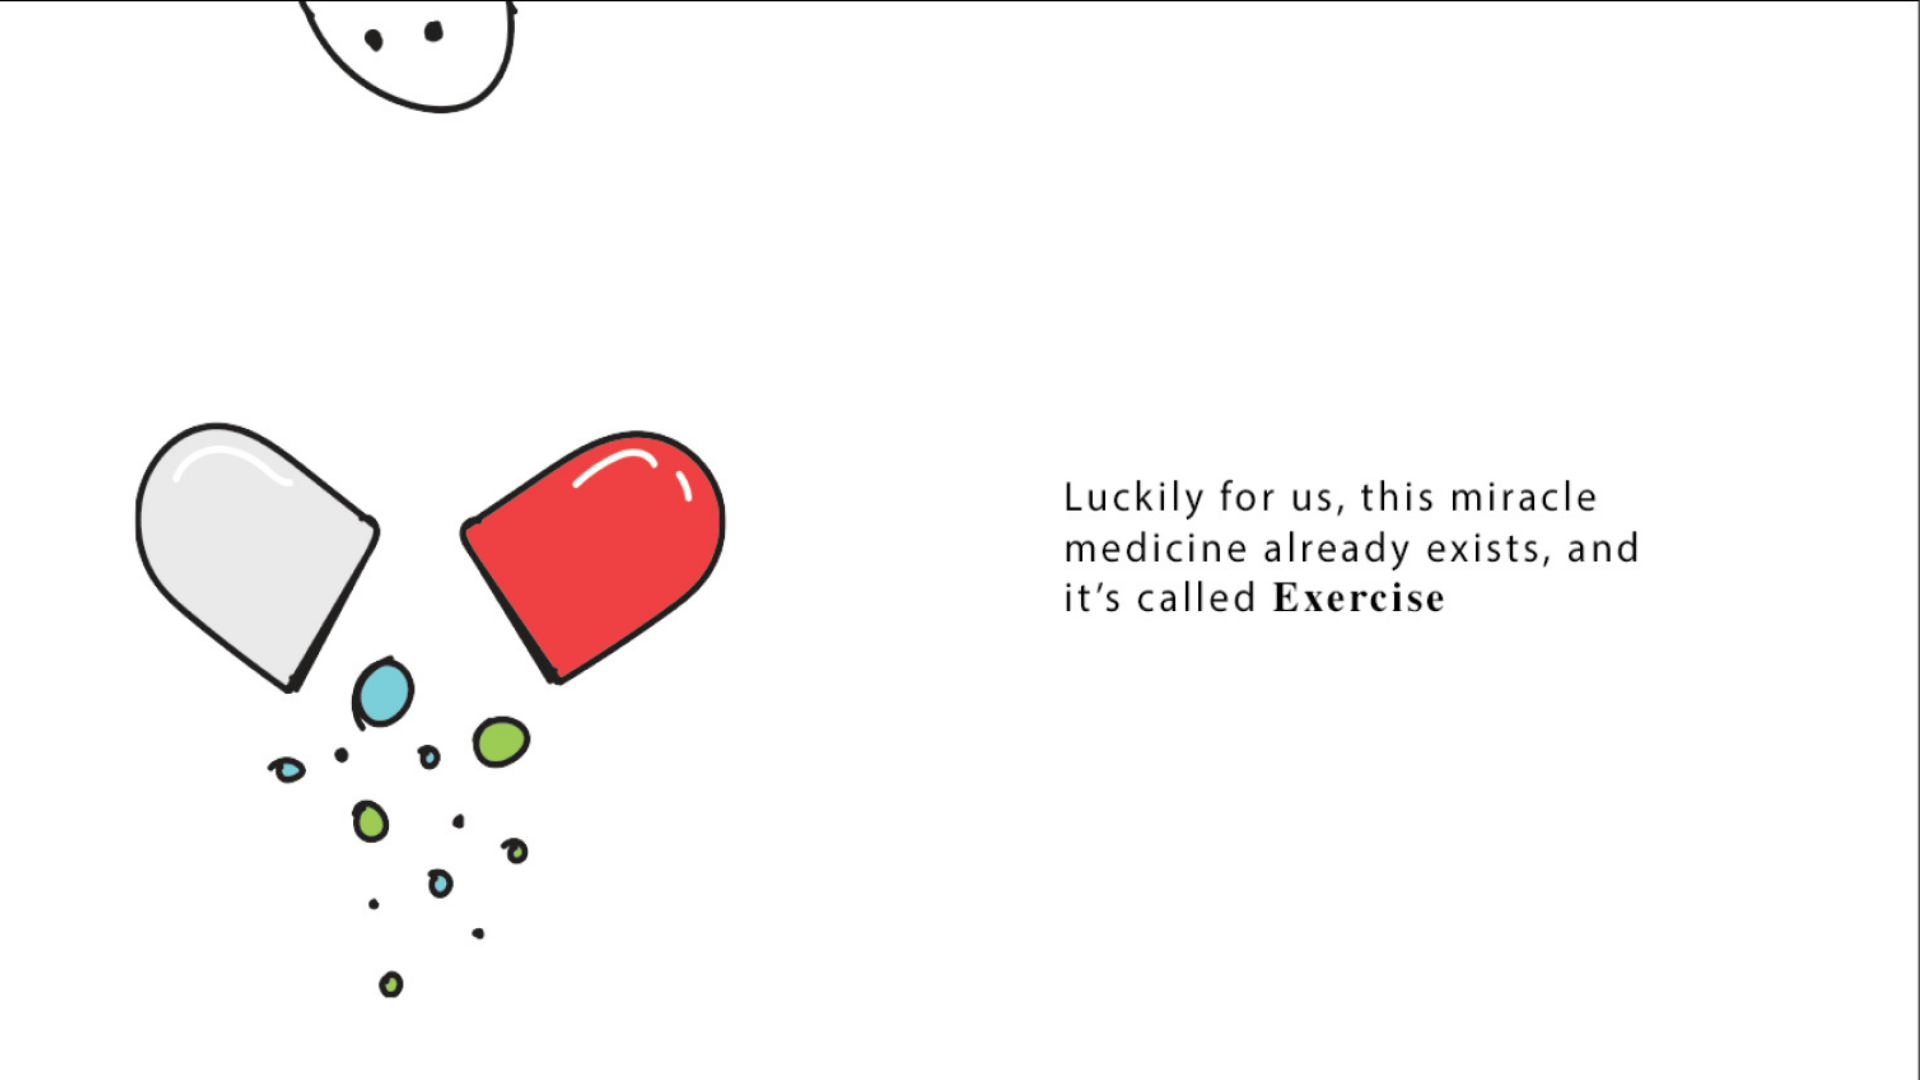 Luckily for us, this miracle
medicine already exists, and
it’s called Exercise